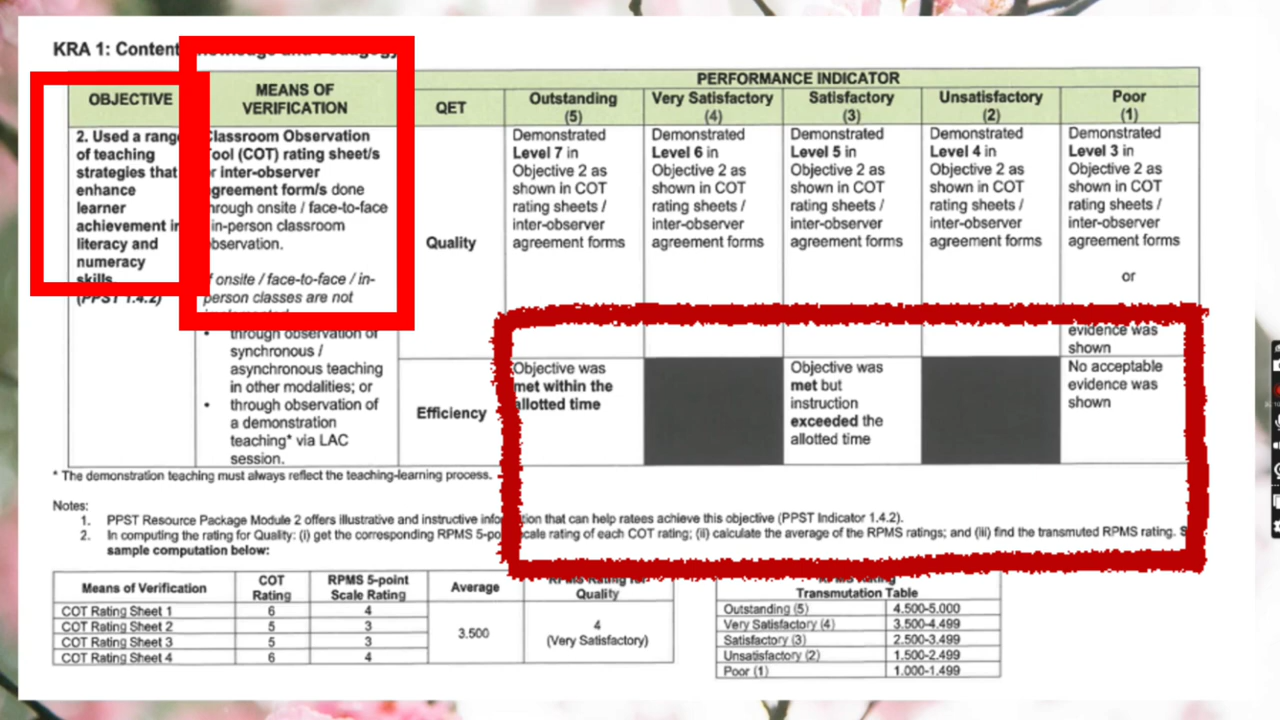 KRA 1: Content Knowledge and Pedagogy
PERFORMANCE INDICATOR
OBJECTIVE
MEANS OF
VERIFICATION
QET
Outstanding
(5)
Very Satisfactory
(4)
Satisfactory
(3)
Unsatisfactory
(2)
Poor
(1)
2. Used a range
of teaching
strategies that
enhance
learner
achievement in
literacy and
numeracy
skills
(PPST 1.4.2)
Classroom Observation
Tool (COT) rating sheet/s
or inter-observer
agreement form/s done
through onsite / face-to-face
in-person classroom
observation.
If onsite / face-to-face / in-
person classes are not
• through observation of
synchronous /
asynchronous teaching
in other modalities; or
• through observation of
a demonstration
teaching* via LAC
session.
Quality
Demonstrated
Level 7 in
Objective 2 as
shown in COT
rating sheets /
inter-observer
agreement forms
Demonstrated
Level 6 in
Objective 2 as
shown in COT
rating sheets /
inter-observer
agreement forms
Demonstrated
Level 5 in
Objective 2 as
shown in COT
rating sheets /
inter-observer
agreement forms
Demonstrated
Level 4 in
Objective 2 as
shown in COT
rating sheets /
inter-observer
agreement forms
Demonstrated
Level 3 in
Objective 2 as
shown in COT
rating sheets /
inter-observer
agreement forms
or
evidence was
shown
Efficiency
Objective was
met within the
allotted time
Objective was
met but
instruction
exceeded the
allotted time
No acceptable
evidence was
shown
* The demonstration teaching must always reflect the teaching-learning process.
Notes:
1. PPST Resource Package Module 2 offers illustrative and instructive information that can help ratees achieve this objective (PPST Indicator 1.4.2).
2. In computing the rating for Quality: (i) get the corresponding RPMS 5-point scale rating of each COT rating; (ii) calculate the average of the RPMS ratings; and (iii) find the transmuted RPMS rating.
sample computation below:
Means of Verification
COT
Rating
RPMS 5-point
Scale Rating
Average
RPMS Rating for
Quality
COT Rating Sheet 1 6 4
COT Rating Sheet 2 5 3
COT Rating Sheet 3 5 3
COT Rating Sheet 4 6 4
3.500
4
(Very Satisfactory)
RPMS Rating
Transmutation Table
Outstanding (5) 4.500-5.000
Very Satisfactory (4) 3.500-4.499
Satisfactory (3) 2.500-3.499
Unsatisfactory (2) 1.500-2.499
Poor (1) 1.000-1.499